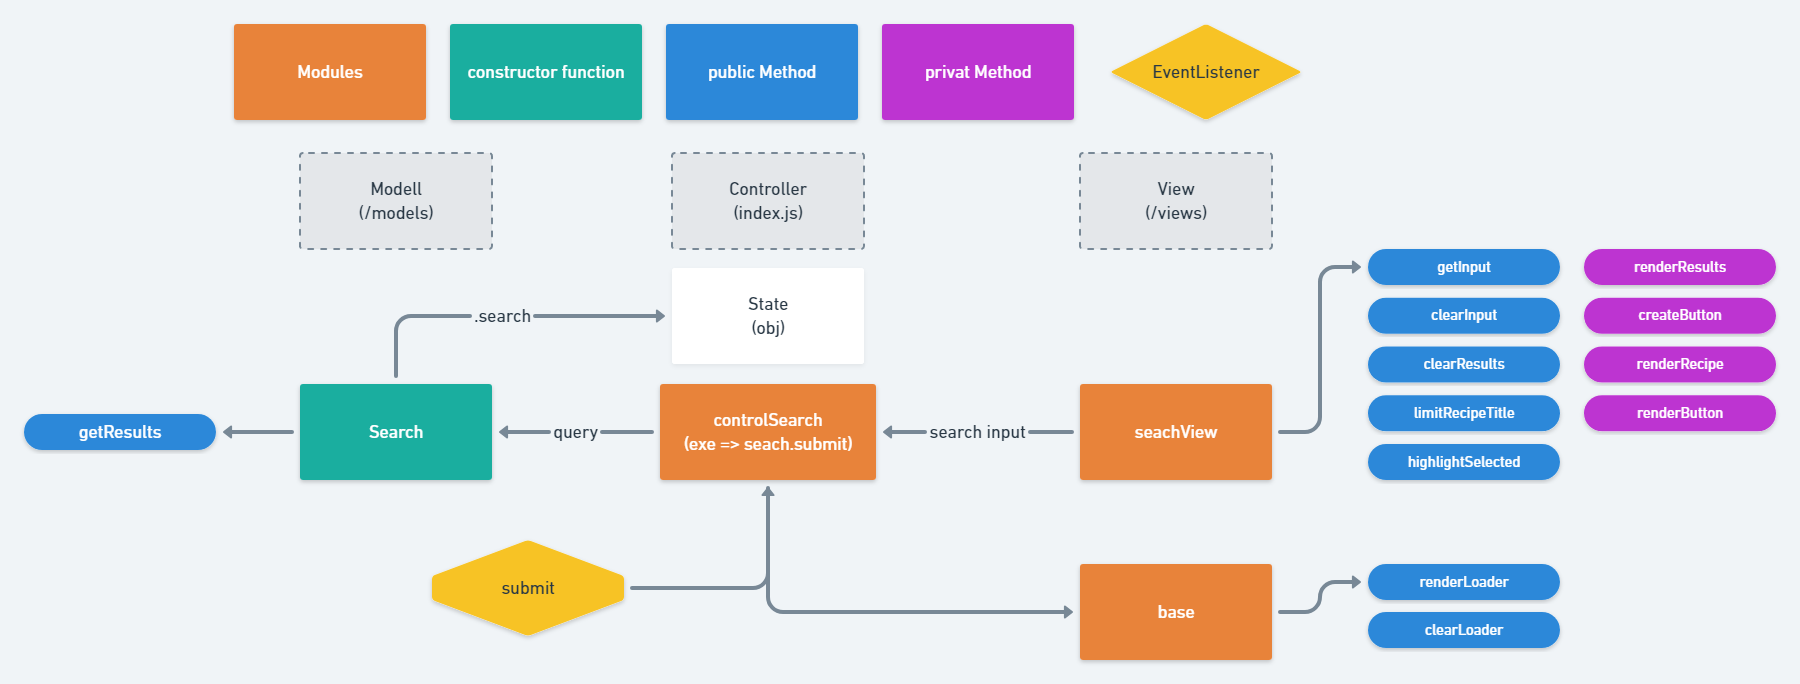 Modules
constructor function
public Method
privat Method
EventListener
Modell
(/models)
Controller
(index.js)
View
(/views)
State
(obj)
.search
getInput
renderResults
clearInput
createButton
clearResults
renderRecipe
limitRecipeTitle
renderButton
highlightSelected
getResults
Search
query
controlSearch
(exe => seach.submit)
search input
seachView
submit
base
renderLoader
clearLoader